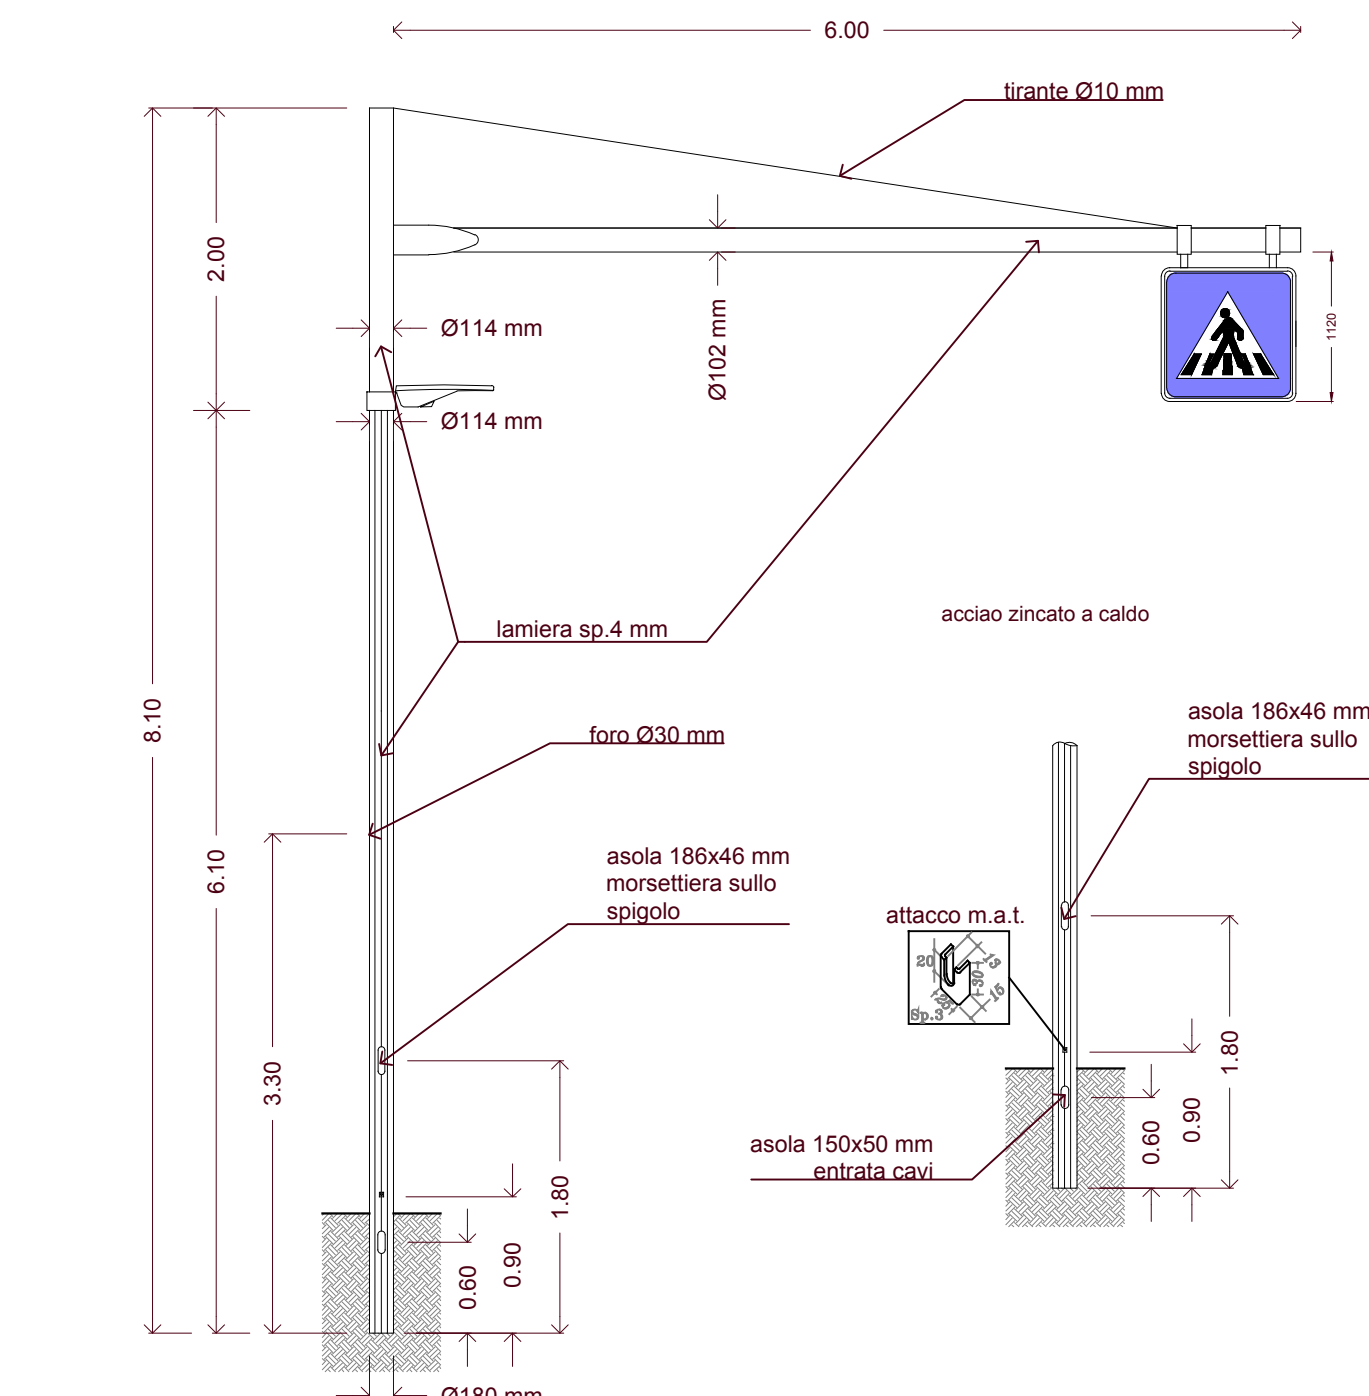 6.00
tirante Ø10 mm
2.00
Ø114 mm
Ø102 mm
1120
Ø114 mm
lamiera sp.4 mm
acciao zincato a caldo
8.10
foro Ø30 mm
asola 186x46 mm
morsettiera sullo
spigolo
6.10
asola 186x46 mm
morsettiera sullo
spigolo
attacco m.a.t.
20
13
30
15
25
Sp.3
3.30
1.80
0.90
0.60
asola 150x50 mm
entrata cavi
1.80
0.90
0.60
Ø180 mm